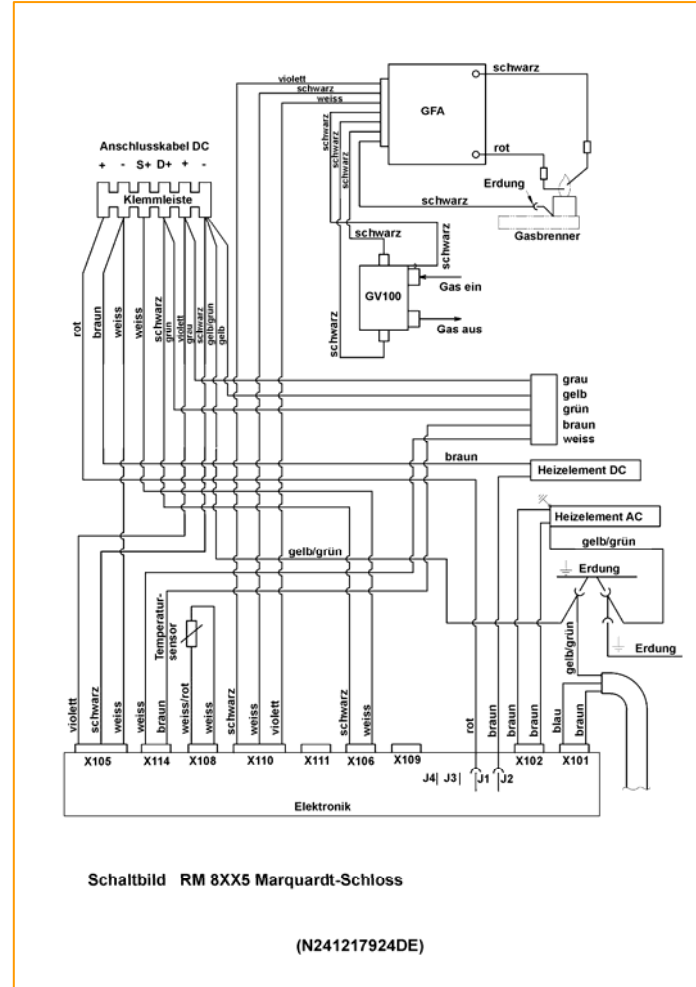 violett
schwarz
weiss
schwarz
schwarz
schwarz
GFA
schwarz
rot
schwarz
Erdung
Gasbrenner
Anschlusskabel DC
+ - S+ D+ + -
Klemmleiste
schwarz
schwarz
schwarz
GV100
Gas ein
Gas aus
rot
braun
weiss
weiss
schwarz
grün
violett
grau
schwarz
gelb/grün
gelb
grau
gelb
grün
braun
weiss
braun
Heizelement DC
Heizelement AC
gelb/grün
gelb/grün
Erdung
Erdung
gelb/grün
Temperatur-
sensor
violett
schwarz
weiss
weiss
braun
weiss/rot
weiss
schwarz
weiss
violett
schwarz
weiss
rot
braun
braun
braun
blau
braun
X105 X114 X108 X110 X111 X106 X109 X102 X101
J4| J3| J1 J2
Elektronik
Schaltbild RM 8XX5 Marquardt-Schloss
(N241217924DE)